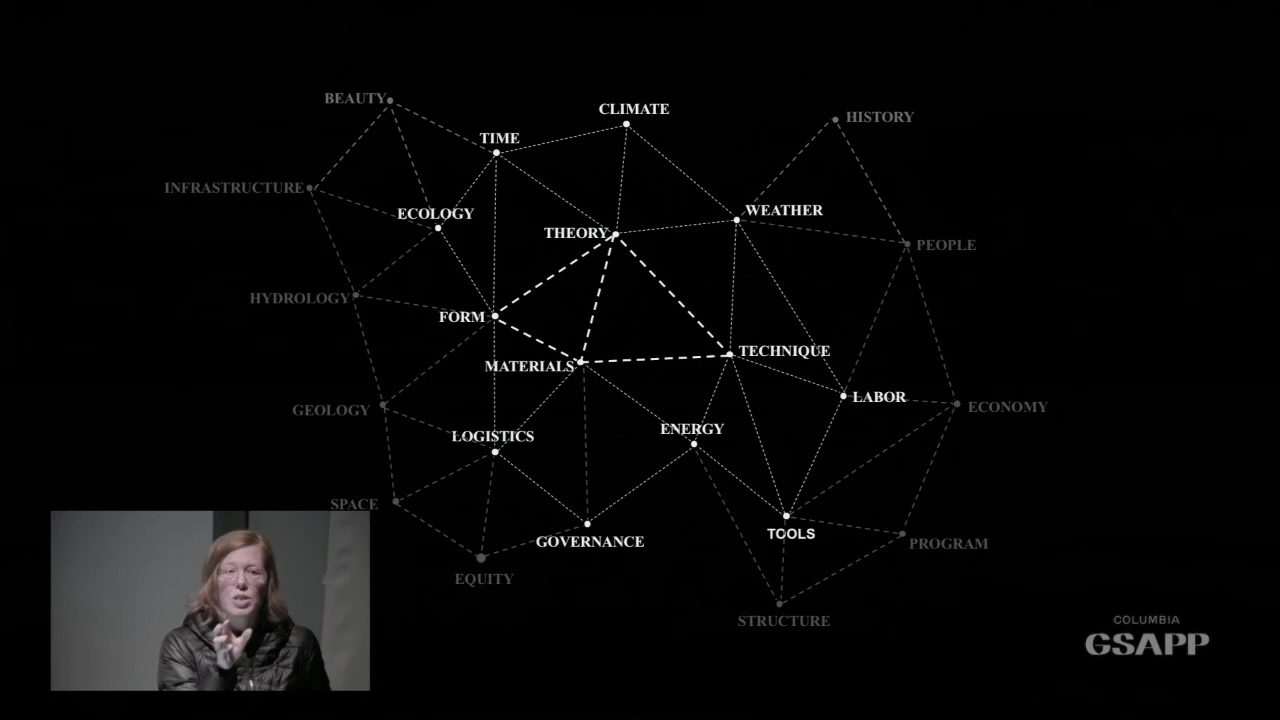 BEAUTY
CLIMATE
HISTORY
TIME
INFRASTRUCTURE
ECOLOGY
WEATHER
THEORY
PEOPLE
HYDROLOGY
FORM
TECHNIQUE
MATERIALS
LABOR
GEOLOGY
ECONOMY
LOGISTICS
ENERGY
SPACE
GOVERNANCE
TOOLS
PROGRAM
EQUITY
STRUCTURE
COLUMBIA
GSAPP